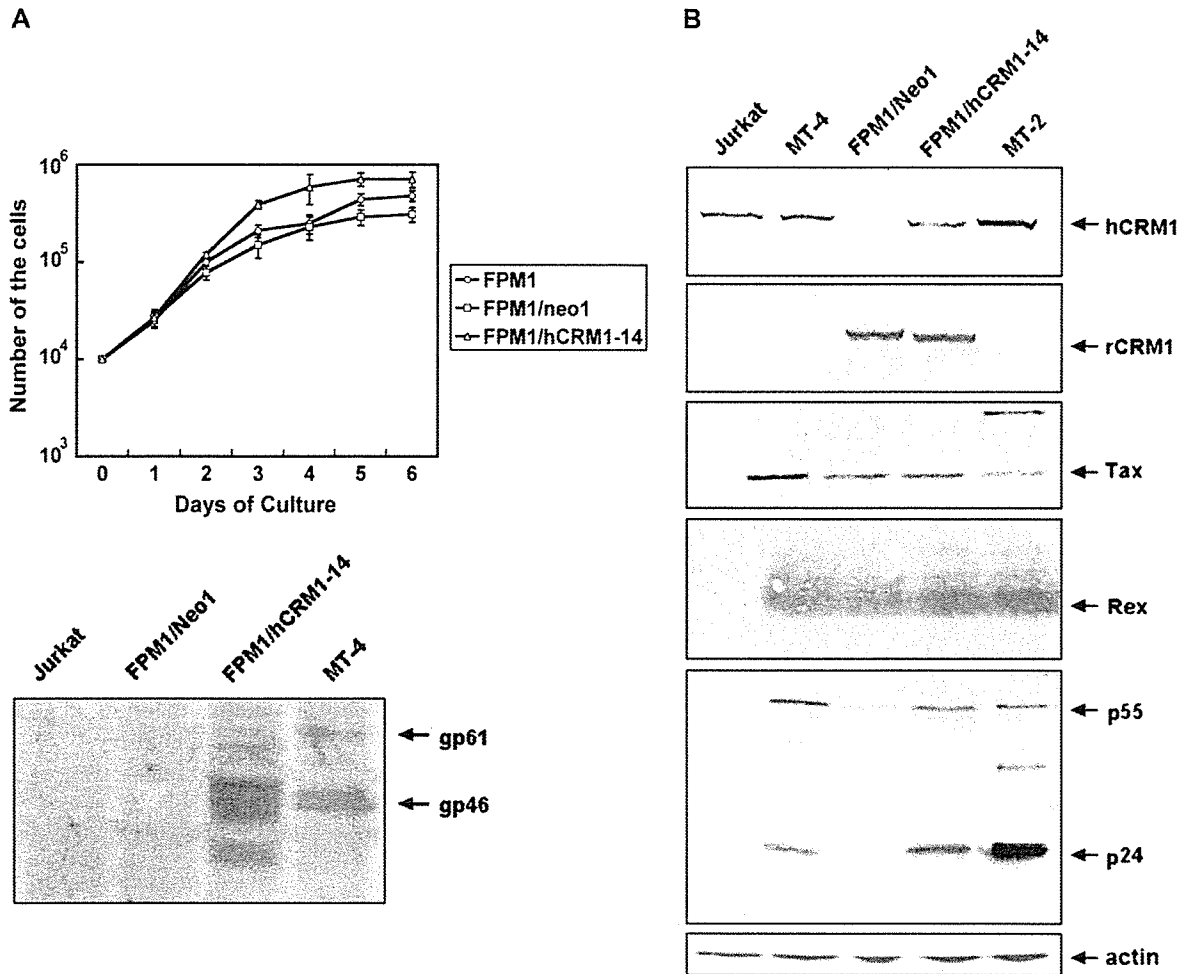 A
10^6
10^5
10^4
10^3
Number of the cells
0 1 2 3 4 5 6
Days of Culture
FPM1
FPM1/neo1
FPM1/hCRM1-14
Jurkat
FPM1/Neo1
FPM1/hCRM1-14
MT-4
gp61
gp46
B
Jurkat
MT-4
FPM1/Neo1
FPM1/hCRM1-14
MT-2
hCRM1
rCRM1
Tax
Rex
p55
p24
actin